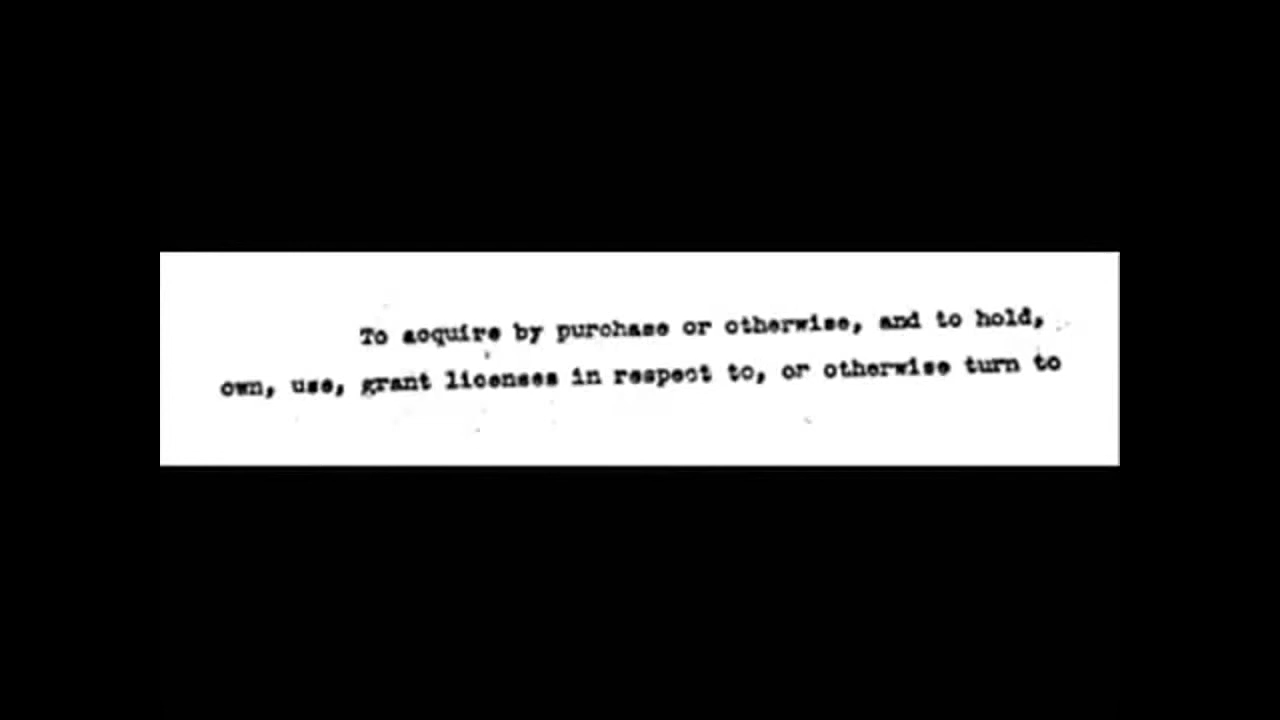 To acquire by purchase or otherwise, and to hold,
own, use, grant licenses in respect to, or otherwise turn to